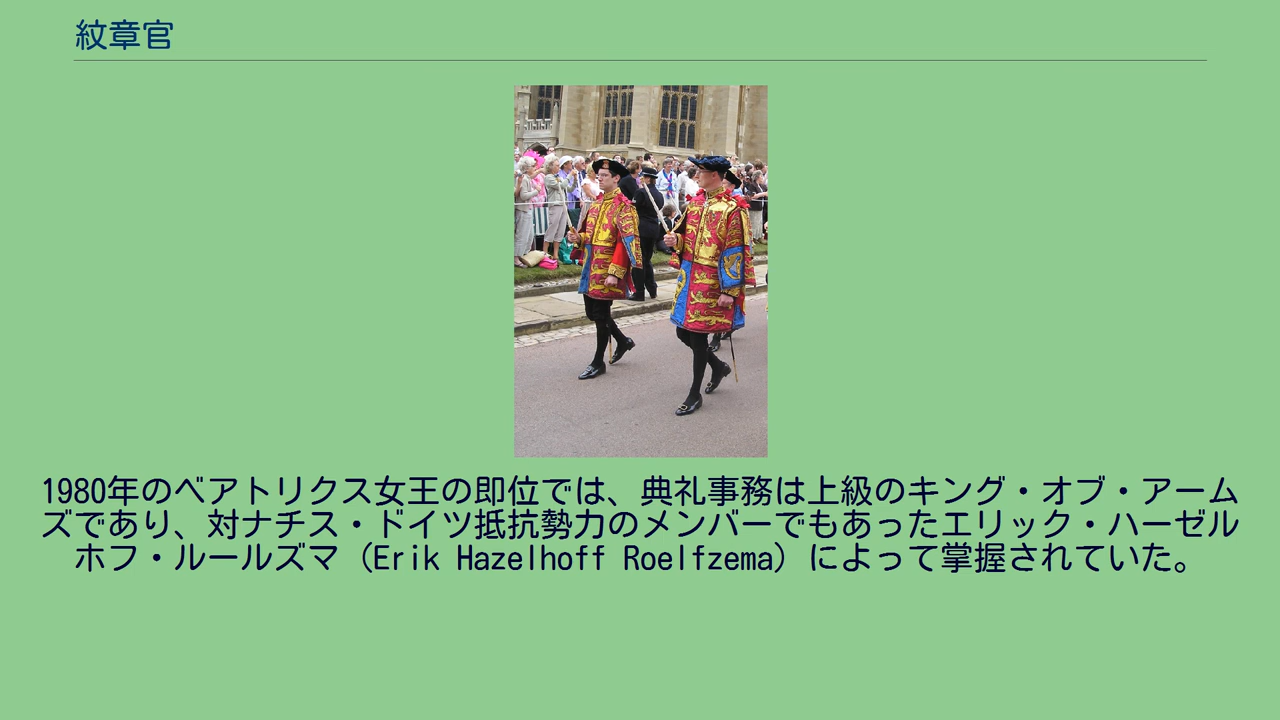 紋章官
1980年のベアトリクス女王の即位では、典礼事務は上級のキング・オブ・アーム
ズであり、対ナチス・ドイツ抵抗勢力のメンバーでもあったエリック・ハーゼル
ホフ・ルールズマ（Erik Hazelhoff Roelfzema）によって掌握されていた。